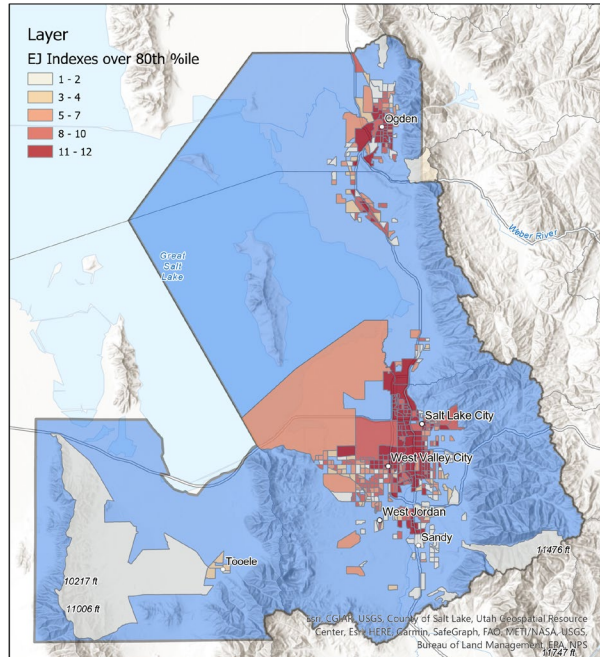 Layer
EJ Indexes over 80th %ile
1 - 2
3 - 4
5 - 7
8 - 10
11 - 12
Ogden
Weber River
Great
Salt
Lake
Salt Lake City
West Valley City
West Jordan
Sandy
Tooele
11476 ft
10217 ft
11006 ft
Esri, CGIAR, USGS, County of Salt Lake, Utah Geospatial Resource
Center, Esri, HERE, Garmin, SafeGraph, FAO, METI/NASA, USGS,
Bureau of Land Management, EPA, NPS
11747 ft